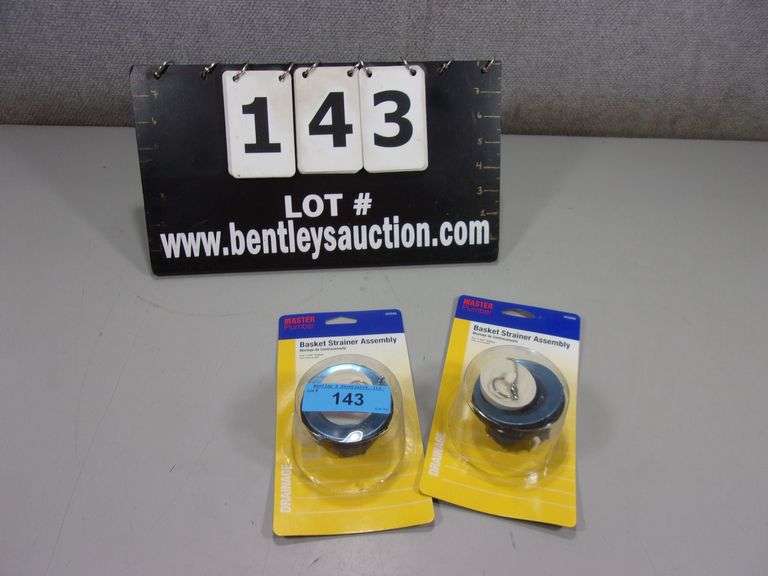 143
LOT #
www.bentleysauction.com
MASTER
Plumber
Basket Strainer Assembly
143
DRAINAGE
MASTER
Plumber
Basket Strainer Assembly
DRAINAGE